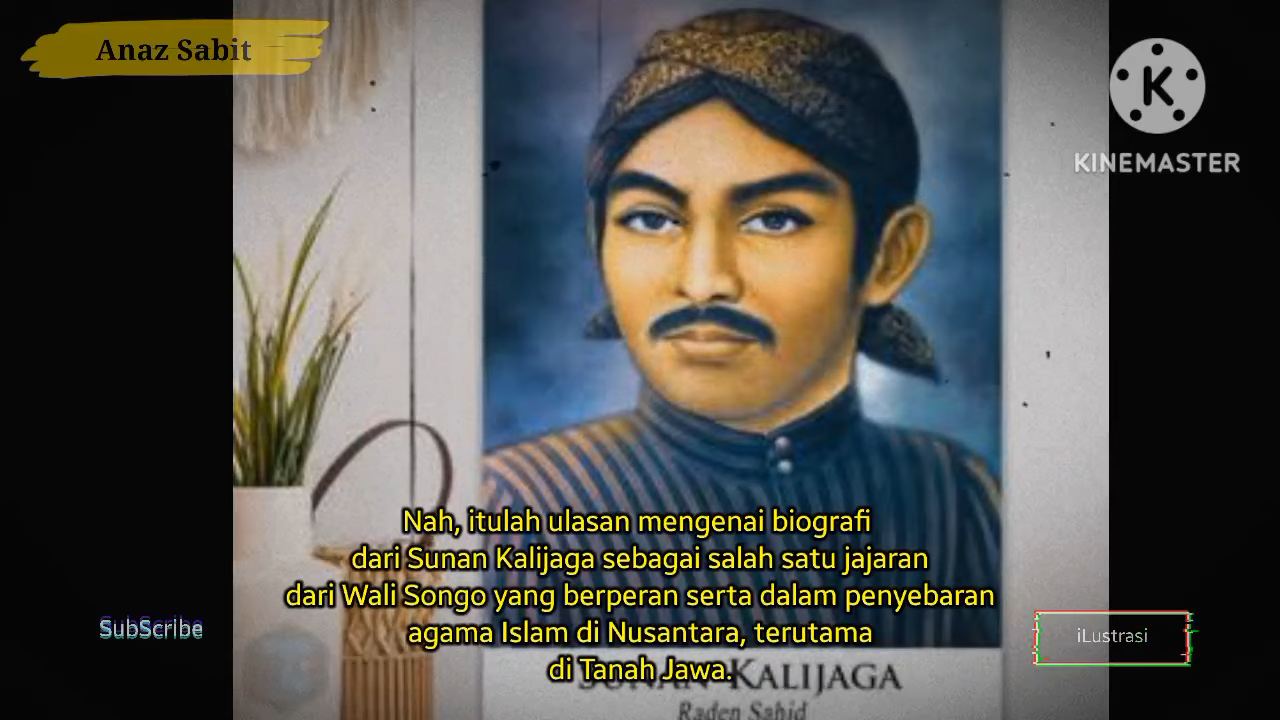 Anaz Sabit
K
KINEMASTER
Nah, itulah ulasan mengenai biografi
dari Sunan Kalijaga sebagai salah satu jajaran
dari Wali Songo yang berperan serta dalam penyebaran
agama Islam di Nusantara, terutama
di Tanah Jawa.
SubScribe
iLustrasi
SUNAN KALIJAGA
Raden Sahid